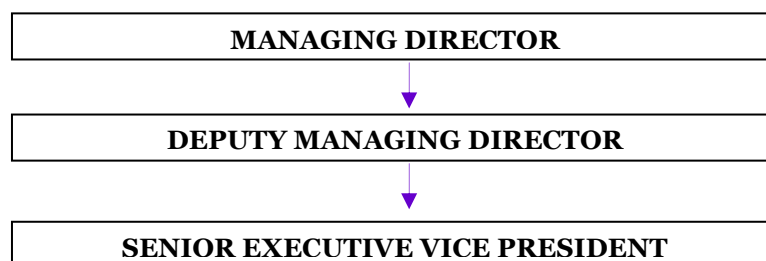 MANAGING DIRECTOR
DEPUTY MANAGING DIRECTOR
SENIOR EXECUTIVE VICE PRESIDENT